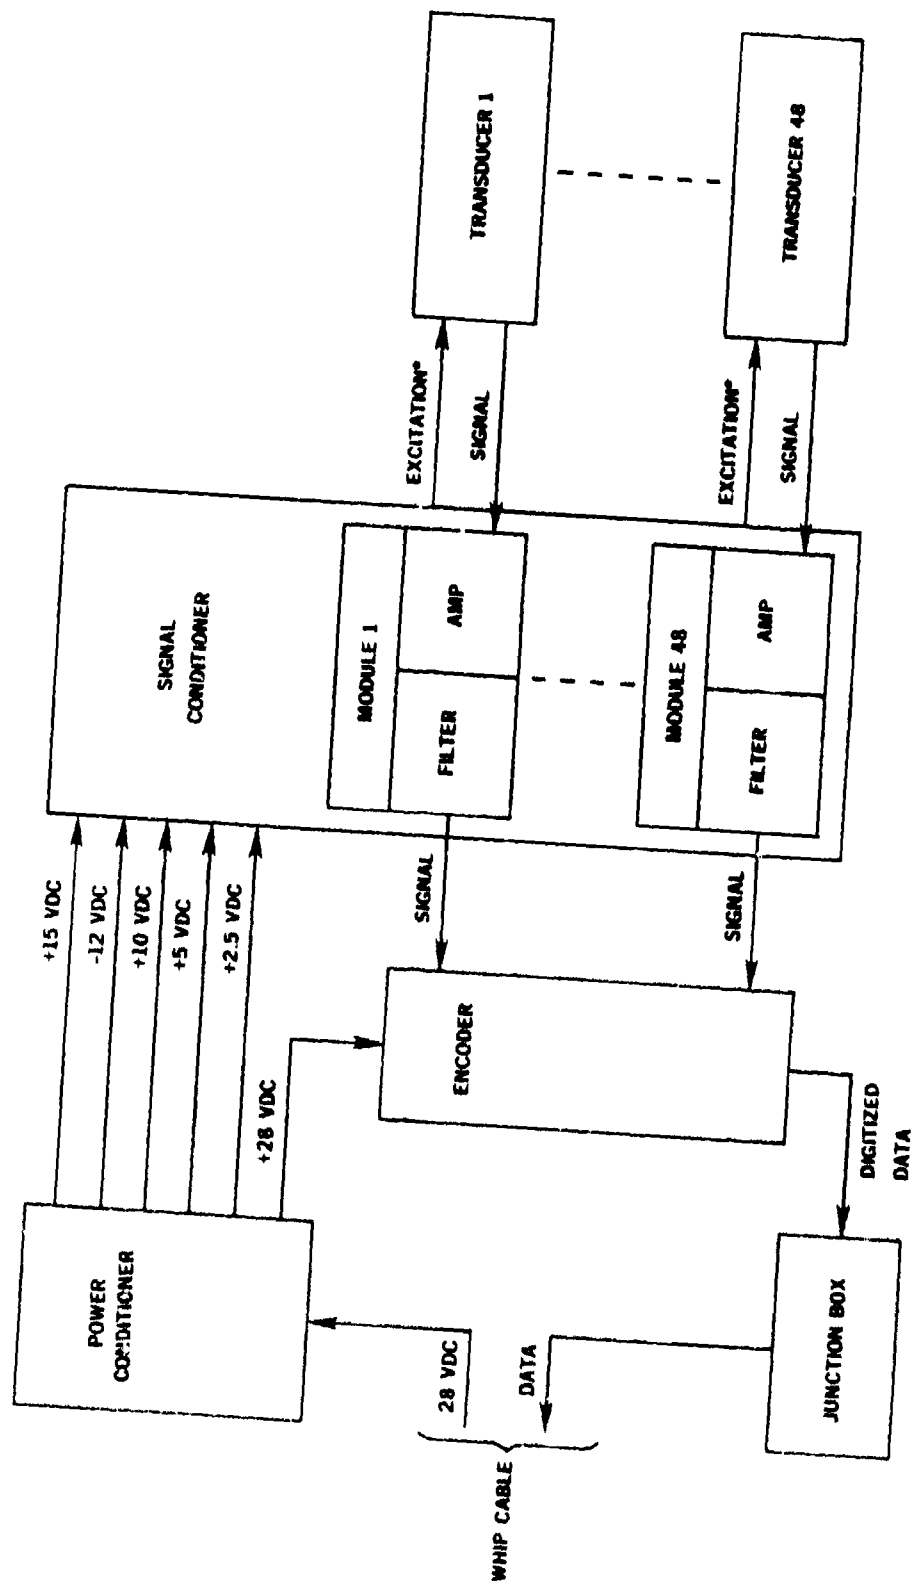 WHIP CABLE
28 VDC
DATA
POWER
CONDITIONER
JUNCTION BOX
DIGITIZED
DATA
+28 VDC
ENCODER
+15 VDC
-12 VDC
+10 VDC
+5 VDC
+2.5 VDC
SIGNAL
SIGNAL
SIGNAL
CONDITIONER
MODULE 1
FILTER
AMP
MODULE 48
FILTER
AMP
EXCITATION*
SIGNAL
EXCITATION*
SIGNAL
TRANSDUCER 1
TRANSDUCER 48